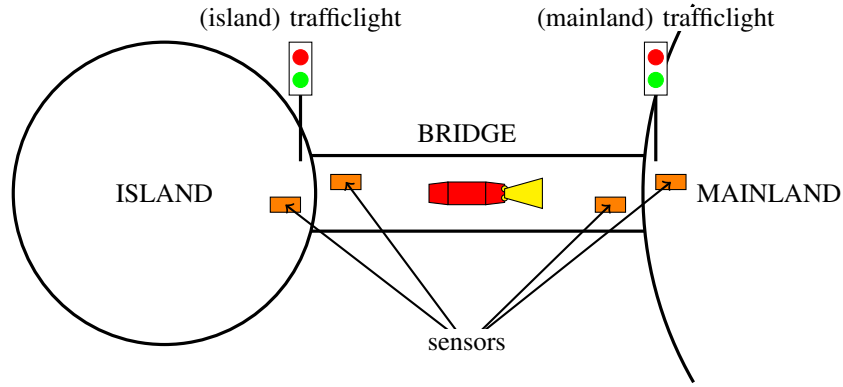 (island) trafficlight
(mainland) trafficlight
BRIDGE
ISLAND
MAINLAND
sensors